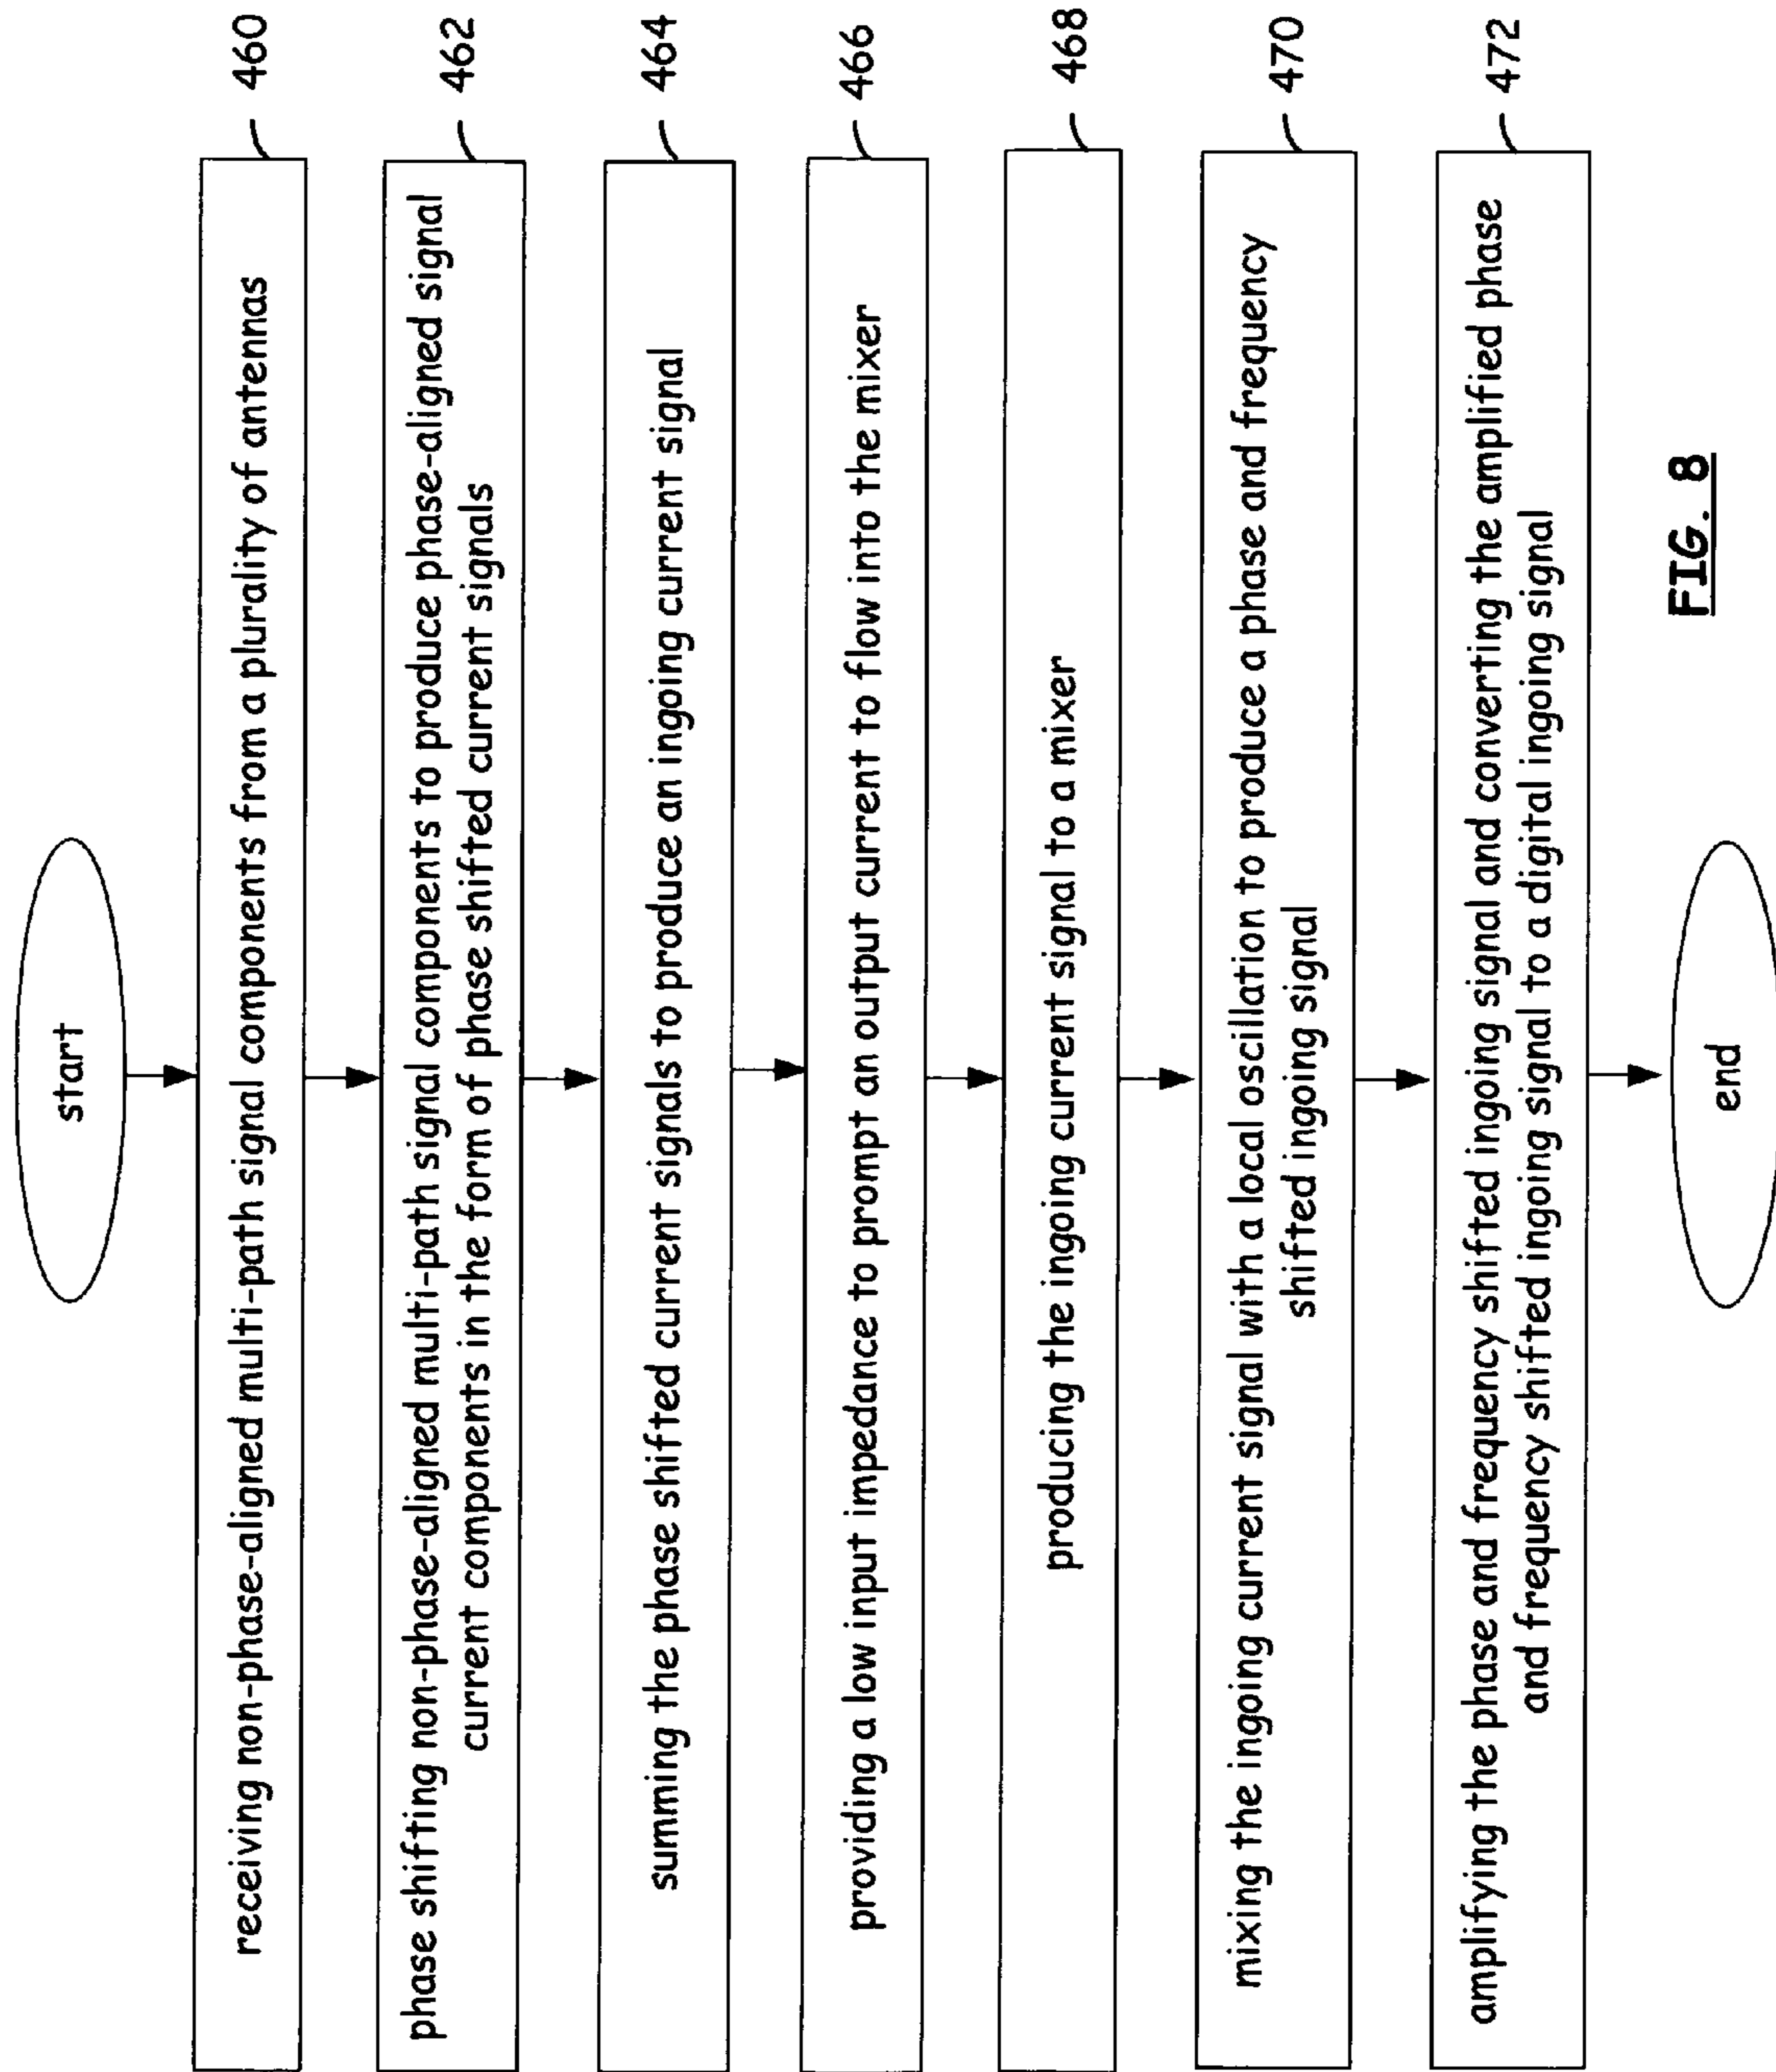 start
receiving non-phase-aligned multi-path signal components from a plurality of antennas
460
phase shifting non-phase-aligned multi-path signal components to produce phase-aligned signal
current components in the form of phase shifted current signals
462
summing the phase shifted current signals to produce an ingoing current signal
464
providing a low input impedance to prompt an output current to flow into the mixer
466
producing the ingoing current signal to a mixer
468
mixing the ingoing current signal with a local oscillation to produce a phase and frequency
shifted ingoing signal
470
amplifying the phase and frequency shifted ingoing signal and converting the amplified phase
and frequency shifted ingoing signal to a digital ingoing signal
472
end
FIG. 8